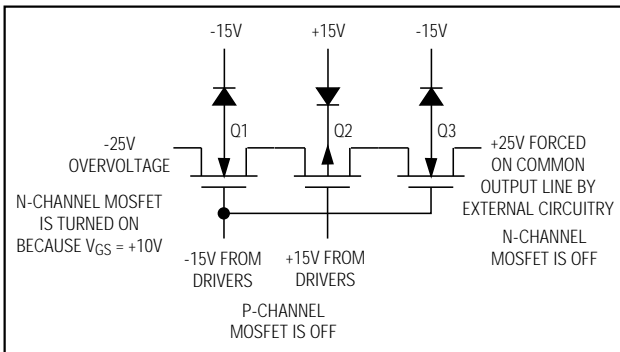 -15V
+15V
-15V
Q1
Q2
Q3
-25V
OVERVOLTAGE
+25V FORCED
ON COMMON
OUTPUT LINE BY
EXTERNAL CIRCUITRY
N-CHANNEL MOSFET
IS TURNED ON
BECAUSE VGS = +10V
N-CHANNEL
MOSFET IS OFF
-15V FROM
DRIVERS
+15V FROM
DRIVERS
P-CHANNEL
MOSFET IS OFF